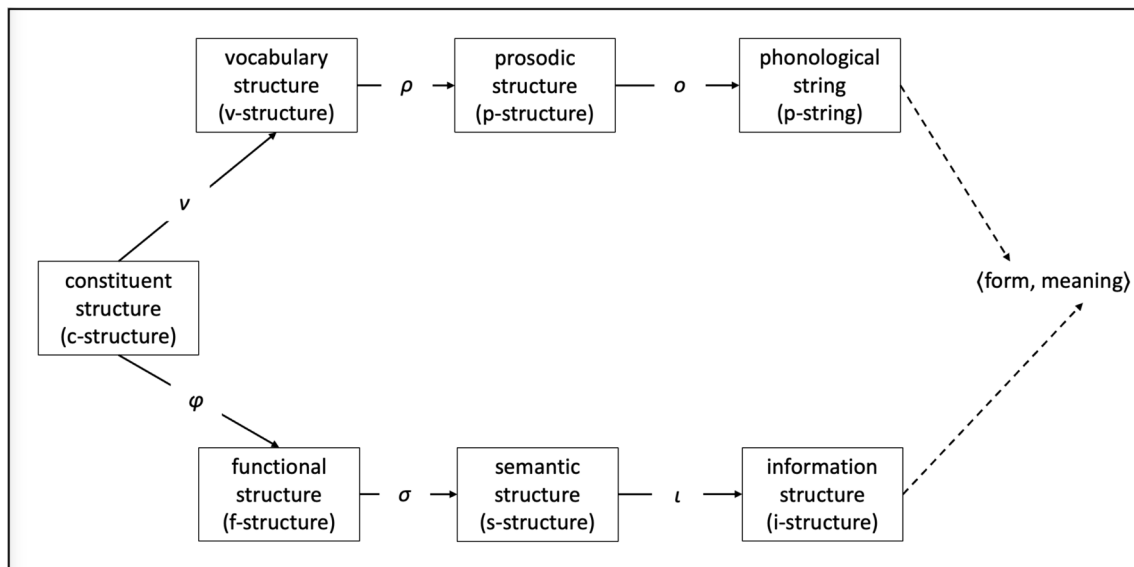 vocabulary
structure
(v-structure)
ρ
prosodic
structure
(p-structure)
o
phonological
string
(p-string)
ν
constituent
structure
(c-structure)
⟨form, meaning⟩
φ
functional
structure
(f-structure)
σ
semantic
structure
(s-structure)
ι
information
structure
(i-structure)